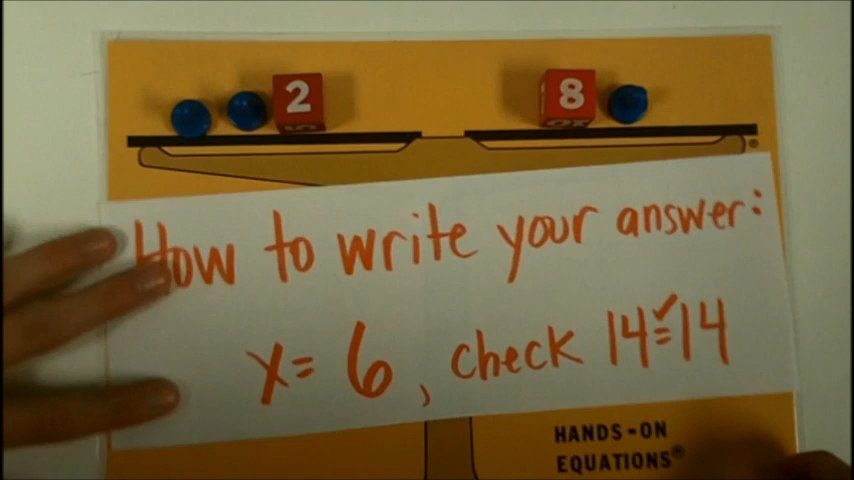 2 8
How to write your answer:
x = 6, check 14 = 14
HANDS-ON
EQUATIONS®